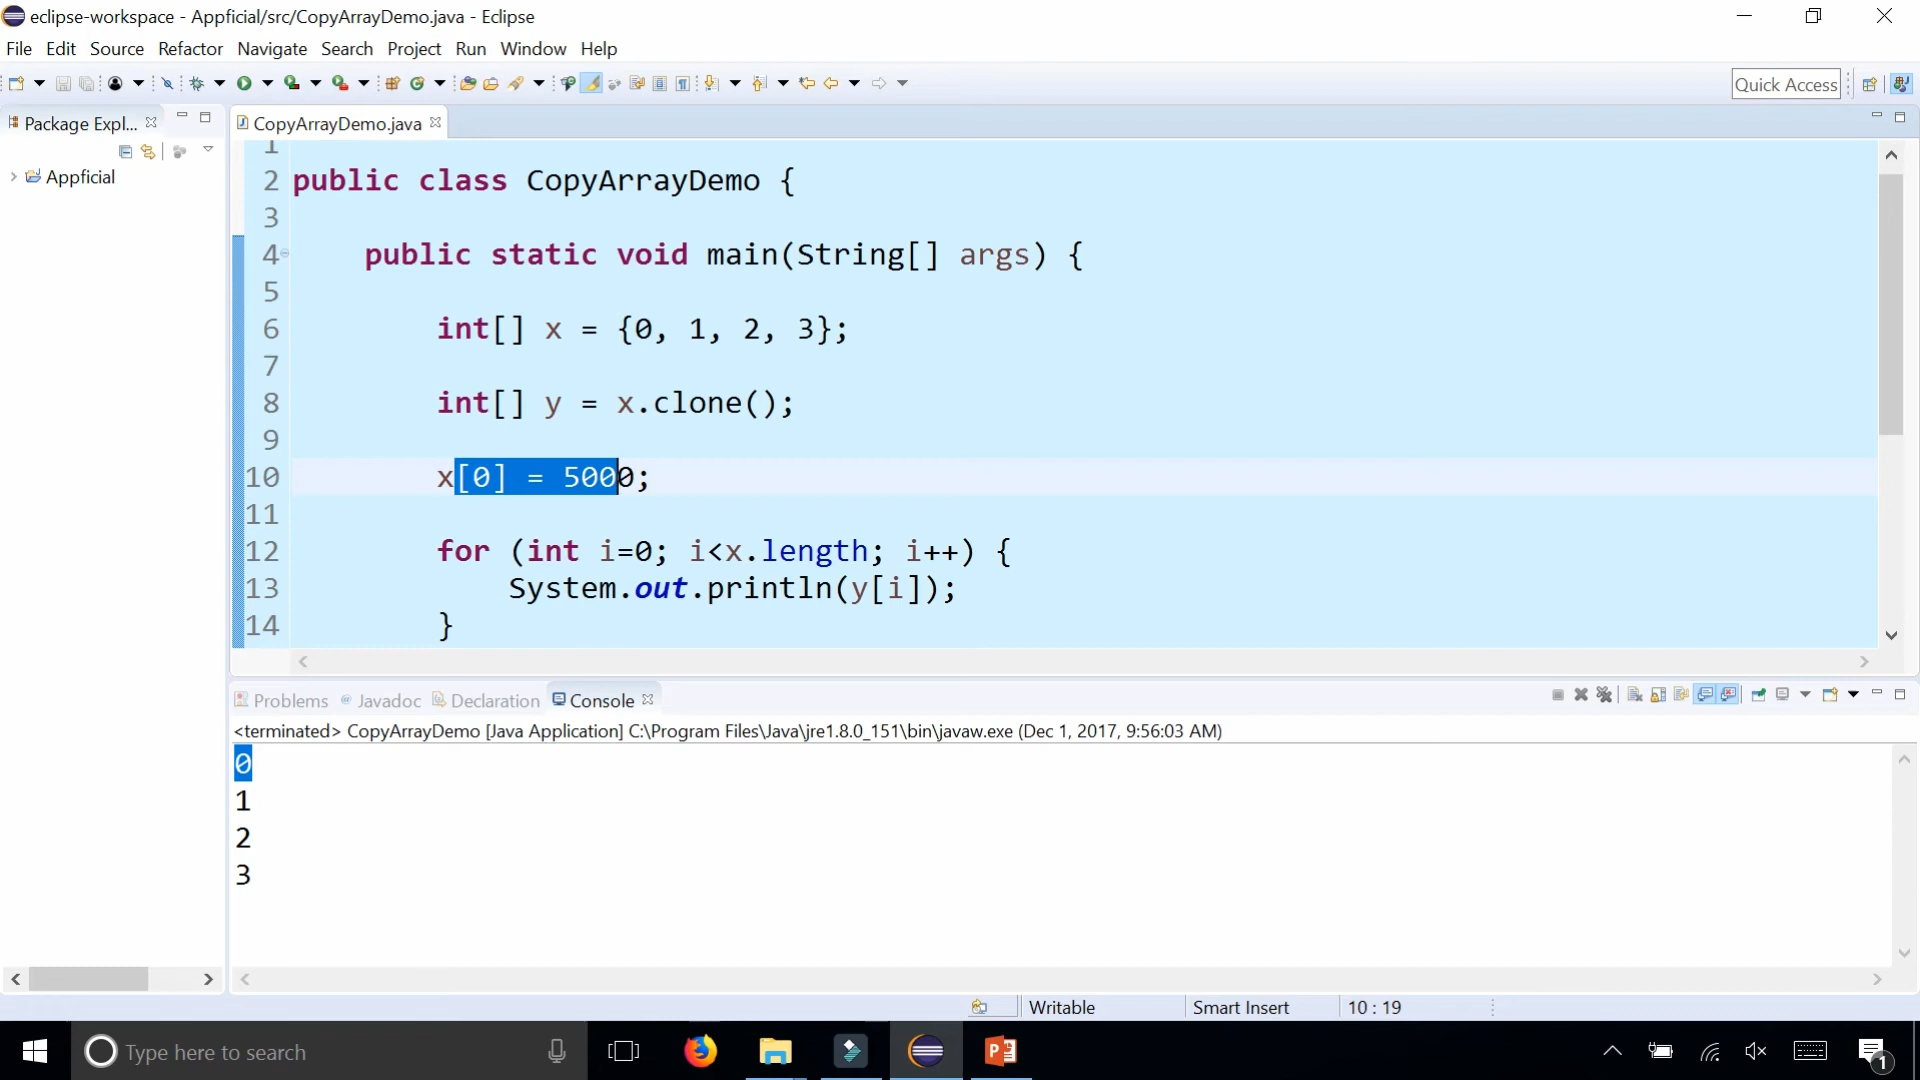 eclipse-workspace - Appficial/src/CopyArrayDemo.java - Eclipse
File Edit Source Refactor Navigate Search Project Run Window Help
Quick Access
Package Expl...
CopyArrayDemo.java
Appficial
1
2 public class CopyArrayDemo {
3
4 public static void main(String[] args) {
5
6 int[] x = {0, 1, 2, 3};
7
8 int[] y = x.clone();
9
10 x[0] = 5000;
11
12 for (int i=0; i<x.length; i++) {
13 System.out.println(y[i]);
14 }
Problems Javadoc Declaration Console
<terminated> CopyArrayDemo [Java Application] C:\Program Files\Java\jre1.8.0_151\bin\javaw.exe (Dec 1, 2017, 9:56:03 AM)
0
1
2
3
Writable Smart Insert 10 : 19
Type here to search
1